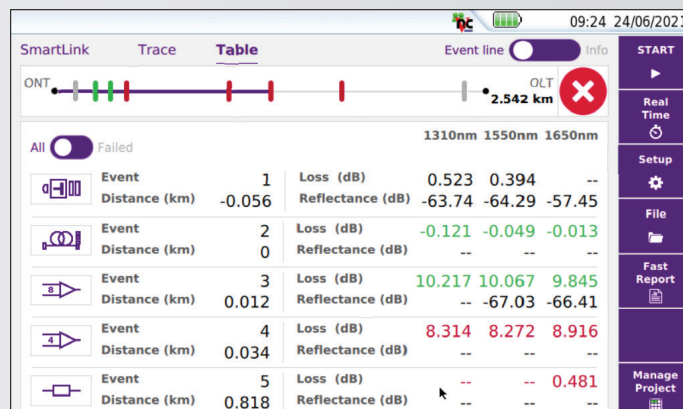 nc 09:24 24/06/2021
SmartLink Trace Table Event line Info START
ONT OLT
2.542 km
Real
Time
1310nm 1550nm 1650nm
All Failed
Setup
Event 1 Loss (dB) 0.523 0.394 --
Distance (km) -0.056 Reflectance (dB) -63.74 -64.29 -57.45
File
Event 2 Loss (dB) -0.121 -0.049 -0.013
Distance (km) 0 Reflectance (dB) -- -- --
Fast
Report
8 Event 3 Loss (dB) 10.217 10.067 9.845
Distance (km) 0.012 Reflectance (dB) -- -67.03 -66.41
4 Event 4 Loss (dB) 8.314 8.272 8.916
Distance (km) 0.034 Reflectance (dB) -- -- --
Manage
Project
Event 5 Loss (dB) -- -- 0.481
Distance (km) 0.818 Reflectance (dB) -- -- --